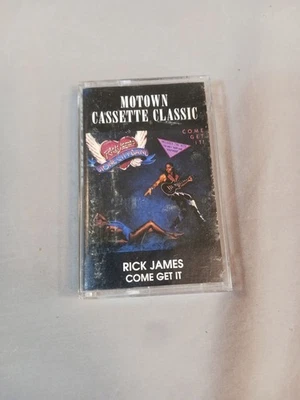 MOTOWN
CASSETTE CLASSIC
COME
GET
IT!
RICK JAMES
COME GET IT